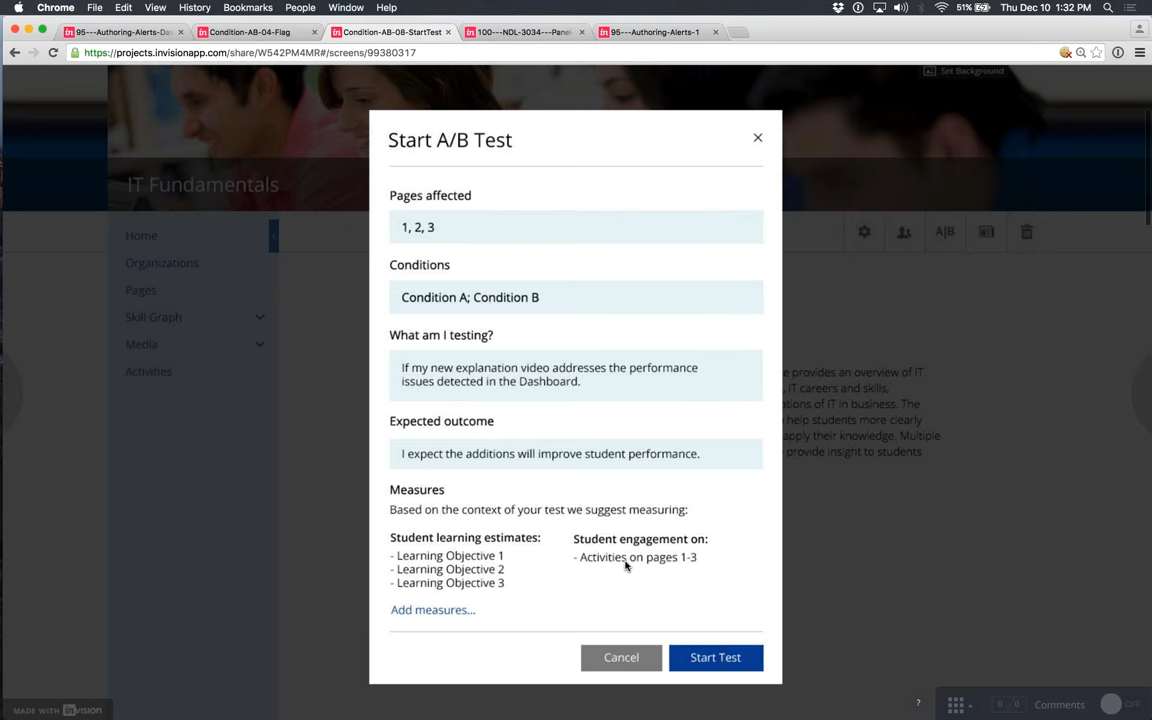 Chrome File Edit View History Bookmarks People Window Help
51% Thu Dec 10 1:32 PM
95---Authoring-Alerts-Da
Condition-AB-04-Flag
Condition-AB-08-StartTest
100---NDL-3034---Panel
95---Authoring-Alerts-1
https://projects.invisionapp.com/share/W542PM4MR#/screens/99380317
Set Background
IT Fundamentals
Home
Organizations
Pages
Skill Graph
Media
Activities
A|B
e provides an overview of IT
, IT careers and skills,
ations of IT in business. The
help students more clearly
apply their knowledge. Multiple
provide insight to students
Start A/B Test
Pages affected
1, 2, 3
Conditions
Condition A; Condition B
What am I testing?
If my new explanation video addresses the performance
issues detected in the Dashboard.
Expected outcome
I expect the additions will improve student performance.
Measures
Based on the context of your test we suggest measuring:
Student learning estimates:
- Learning Objective 1
- Learning Objective 2
- Learning Objective 3
Student engagement on:
- Activities on pages 1-3
Add measures...
Cancel
Start Test
MADE WITH invision
?
0 0 Comments OFF